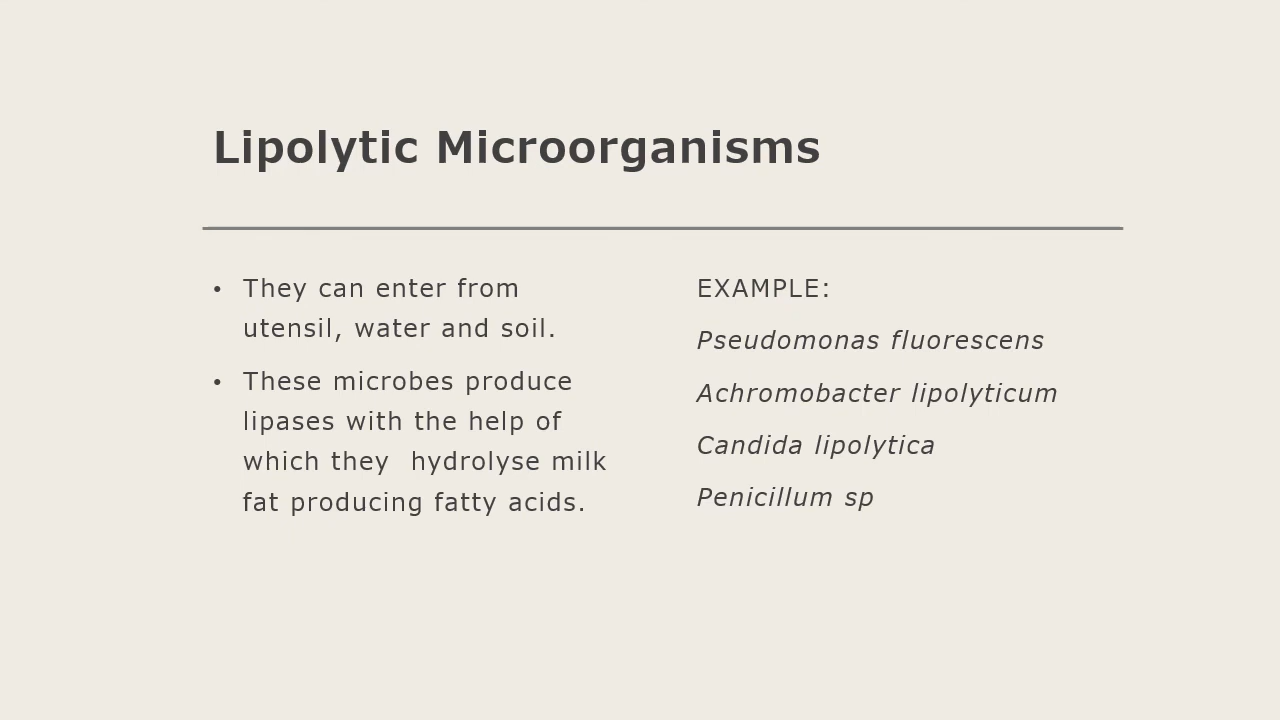 Lipolytic Microorganisms
• They can enter from
utensil, water and soil.
• These microbes produce
lipases with the help of
which they  hydrolyse milk
fat producing fatty acids.
EXAMPLE:
Pseudomonas fluorescens
Achromobacter lipolyticum
Candida lipolytica
Penicillum sp